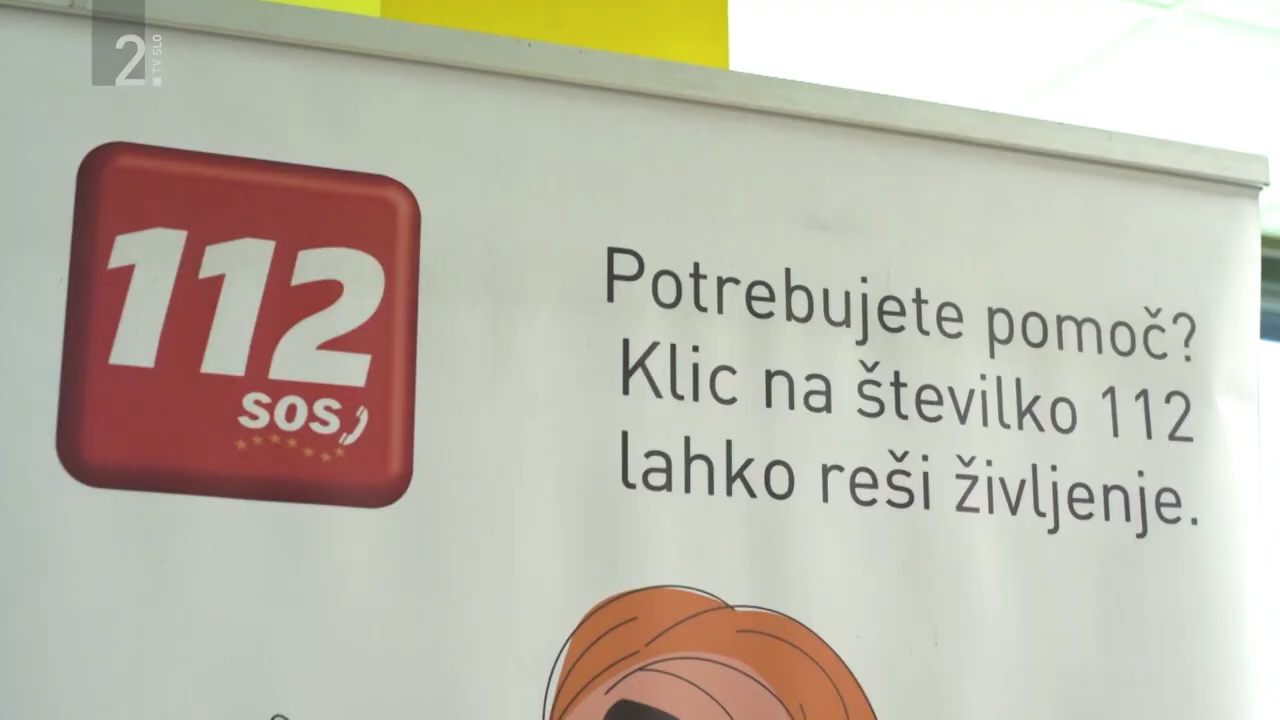 2
TV SLO
112
SOS
Potrebujete pomoč?
Klic na številko 112
lahko reši življenje.